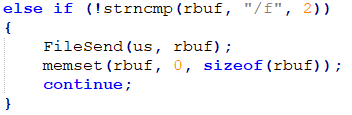 else if (!strncmp(rbuf, "/f", 2))
{
FileSend(us, rbuf);
memset(rbuf, 0, sizeof(rbuf));
continue;
}